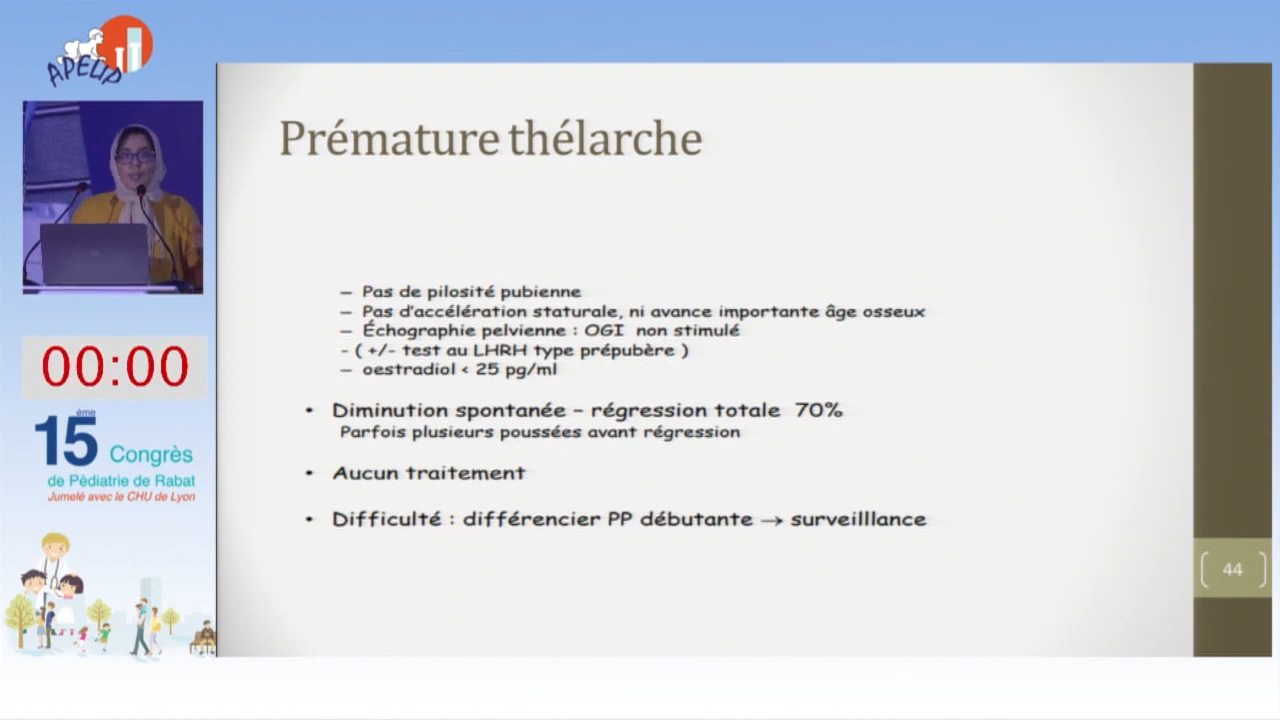 APEUP
00:00
15ème Congrès
de Pédiatrie de Rabat
Jumelé avec le CHU de Lyon
Prémature thélarche
– Pas de pilosité pubienne
– Pas d'accélération staturale, ni avance importante âge osseux
– Échographie pelvienne : OGI non stimulé
- ( +/- test au LHRH type prépubère )
– oestradiol < 25 pg/ml
• Diminution spontanée – régression totale 70%
Parfois plusieurs poussées avant régression
• Aucun traitement
• Difficulté : différencier PP débutante → surveilllance
44